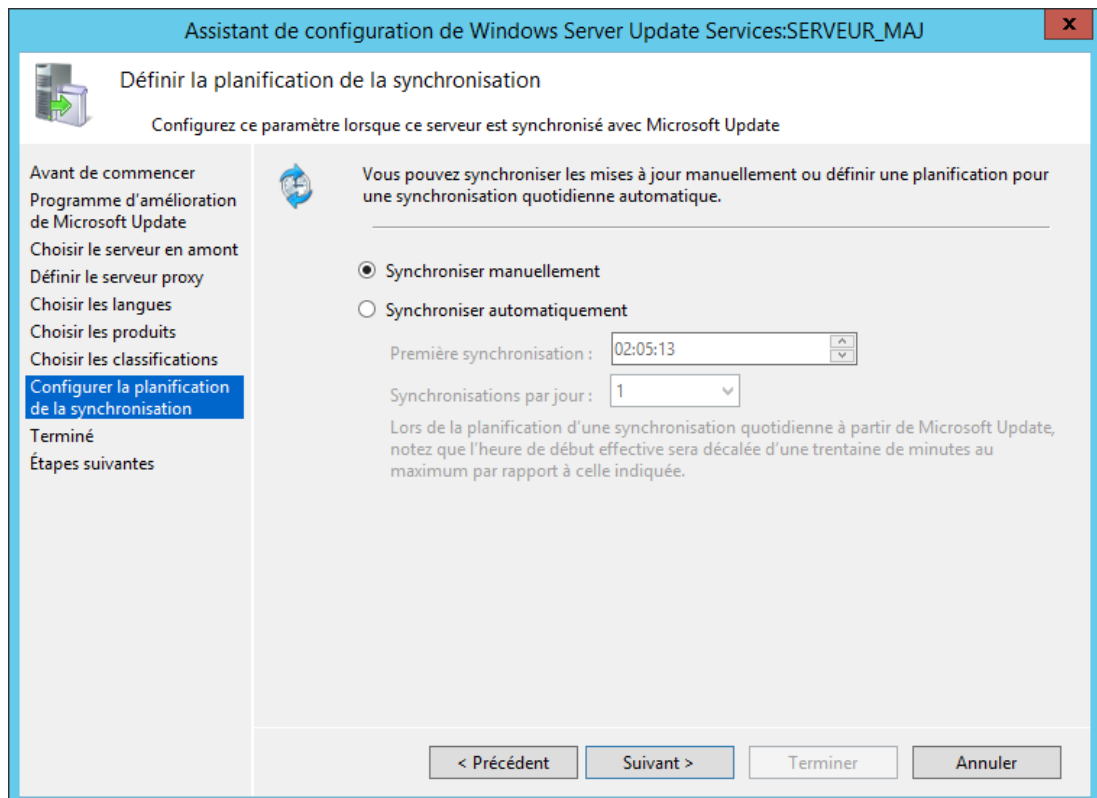 Assistant de configuration de Windows Server Update Services:SERVEUR_MAJ
x
Définir la planification de la synchronisation
Configurez ce paramètre lorsque ce serveur est synchronisé avec Microsoft Update
Avant de commencer
Programme d'amélioration
de Microsoft Update
Choisir le serveur en amont
Définir le serveur proxy
Choisir les langues
Choisir les produits
Choisir les classifications
Configurer la planification
de la synchronisation
Terminé
Étapes suivantes
Vous pouvez synchroniser les mises à jour manuellement ou définir une planification pour
une synchronisation quotidienne automatique.
Synchroniser manuellement
Synchroniser automatiquement
Première synchronisation : 02:05:13
Synchronisations par jour : 1
Lors de la planification d'une synchronisation quotidienne à partir de Microsoft Update,
notez que l'heure de début effective sera décalée d'une trentaine de minutes au
maximum par rapport à celle indiquée.
< Précédent Suivant > Terminer Annuler